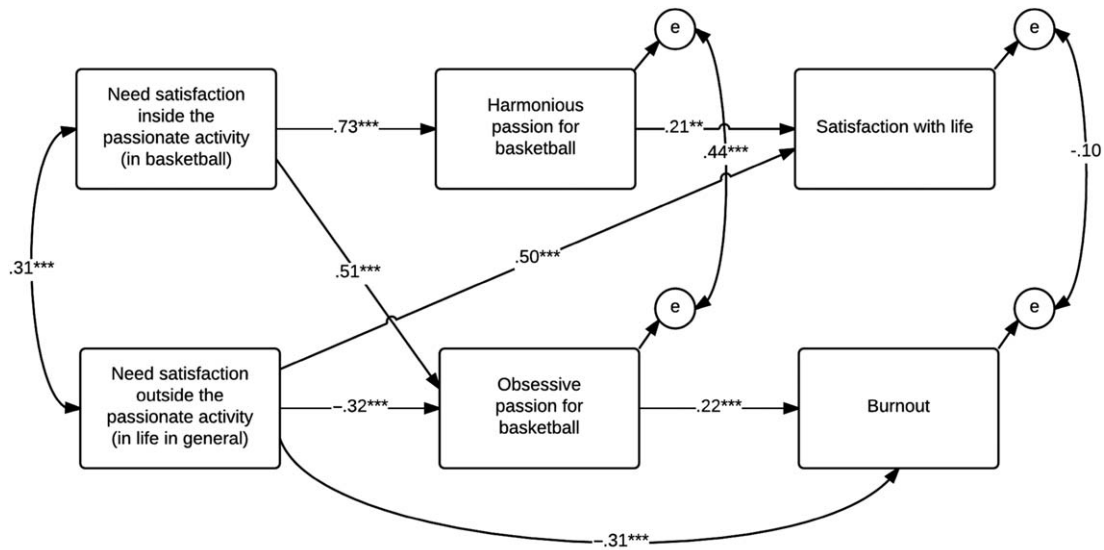 e
e
Need satisfaction
inside the
passionate activity
(in basketball)
.73***
Harmonious
passion for
basketball
.21**
Satisfaction with life
.44***
-.10
.31***
.51***
.50***
e
e
Need satisfaction
outside the
passionate activity
(in life in general)
−.32***
Obsessive
passion for
basketball
.22***
Burnout
−.31***